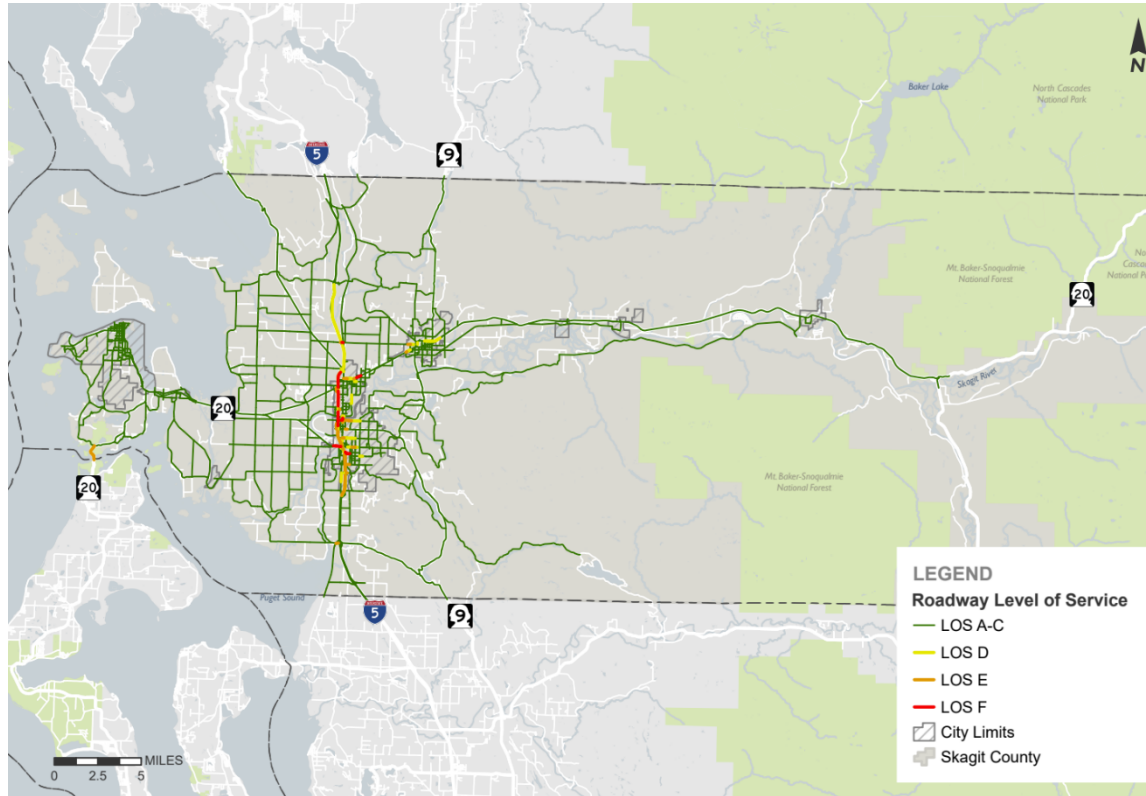 N
Baker Lake
North Cascades
National Park
5
9
Mt. Baker-Snoqualmie
National Forest
20
20
Skagit River
20
Mt. Baker-Snoqualmie
National Forest
Puget Sound
5
9
LEGEND
Roadway Level of Service
LOS A-C
LOS D
LOS E
LOS F
City Limits
Skagit County
MILES
0 2.5 5